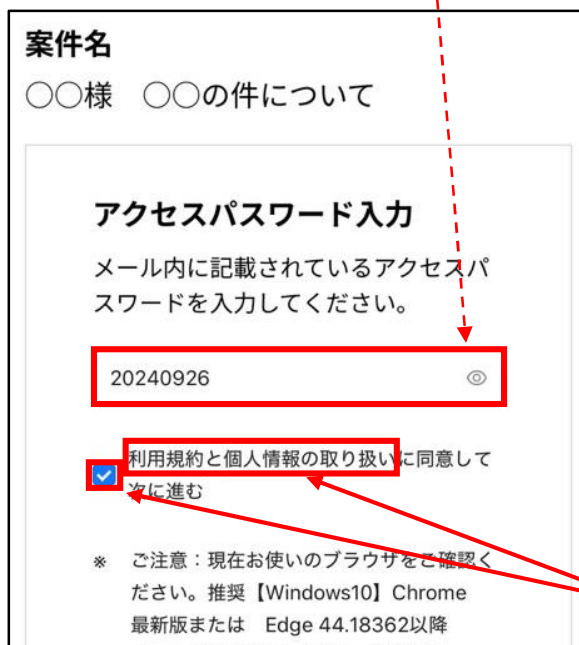 案件名
〇〇様　〇〇の件について
アクセスパスワード入力
メール内に記載されているアクセスパ
スワードを入力してください。
20240926
利用規約と個人情報の取り扱いに同意して
次に進む
※　ご注意：現在お使いのブラウザをご確認く
ださい。推奨【Windows10】Chrome
最新版または　Edge 44.18362以降